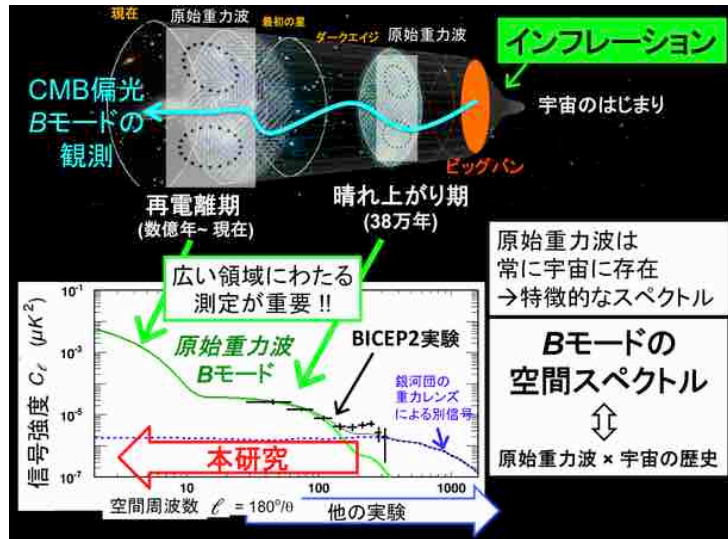 現在
原始重力波
最初の星
ダークエイジ
原始重力波
インフレーション
CMB偏光
Bモードの
観測
宇宙のはじまり
ビッグバン
再電離期
(数億年~ 現在)
晴れ上がり期
(38万年)
原始重力波は
常に宇宙に存在
→特徴的なスペクトル
広い領域にわたる
測定が重要 !!
Bモードの
空間スペクトル
⇕
原始重力波 × 宇宙の歴史
信号強度 Cℓ (μK²)
10⁻¹
10⁻³
10⁻⁵
10⁻⁷
原始重力波
Bモード
BICEP2実験
銀河団の
重力レンズ
による別信号
本研究
10
100
1000
空間周波数 ℓ = 180°/θ
他の実験